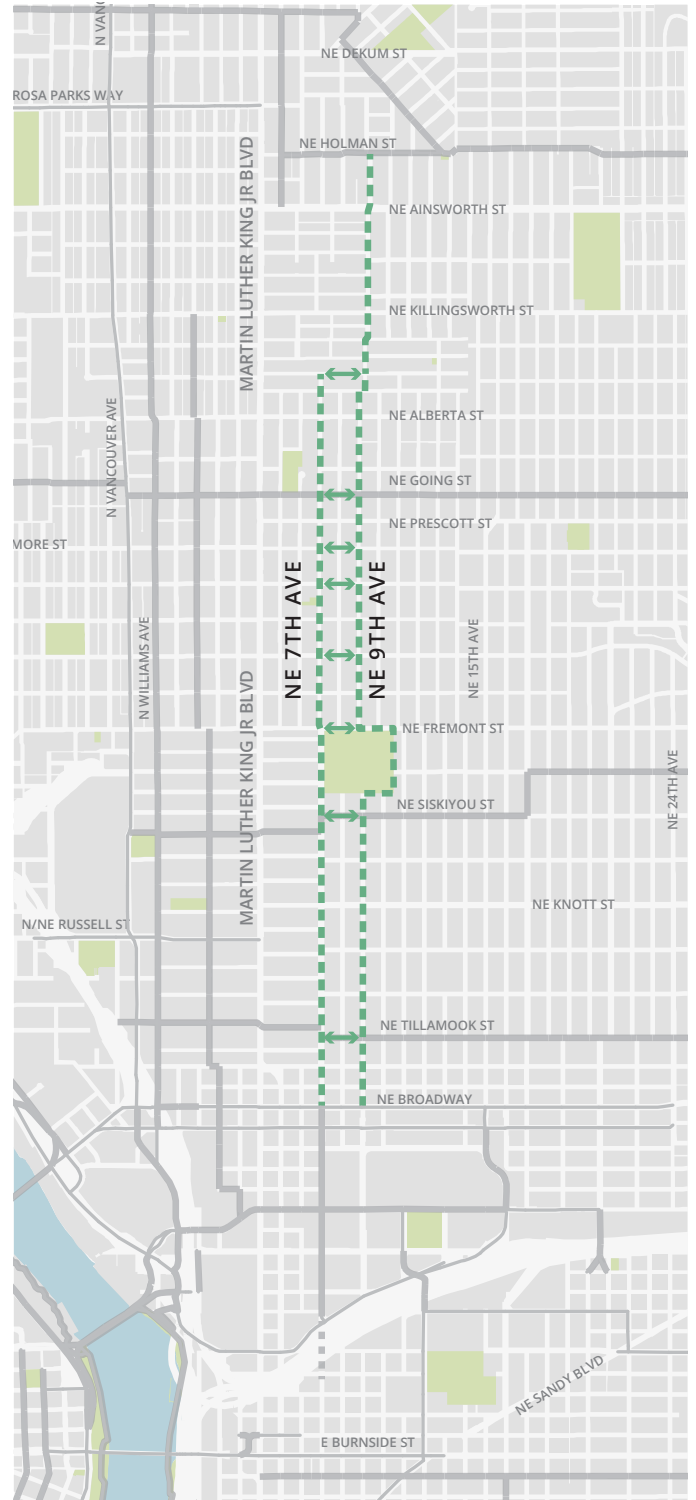 N VANC
NE DEKUM ST
ROSA PARKS WAY
NE HOLMAN ST
MARTIN LUTHER KING JR BLVD
NE AINSWORTH ST
NE KILLINGSWORTH ST
N VANCOUVER AVE
NE ALBERTA ST
NE GOING ST
NE PRESCOTT ST
MORE ST
NE 7TH AVE
NE 9TH AVE
N WILLIAMS AVE
NE 15TH AVE
MARTIN LUTHER KING JR BLVD
NE FREMONT ST
NE 24TH AVE
NE SISKIYOU ST
NE KNOTT ST
N/NE RUSSELL ST
NE TILLAMOOK ST
NE BROADWAY
NE SANDY BLVD
E BURNSIDE ST